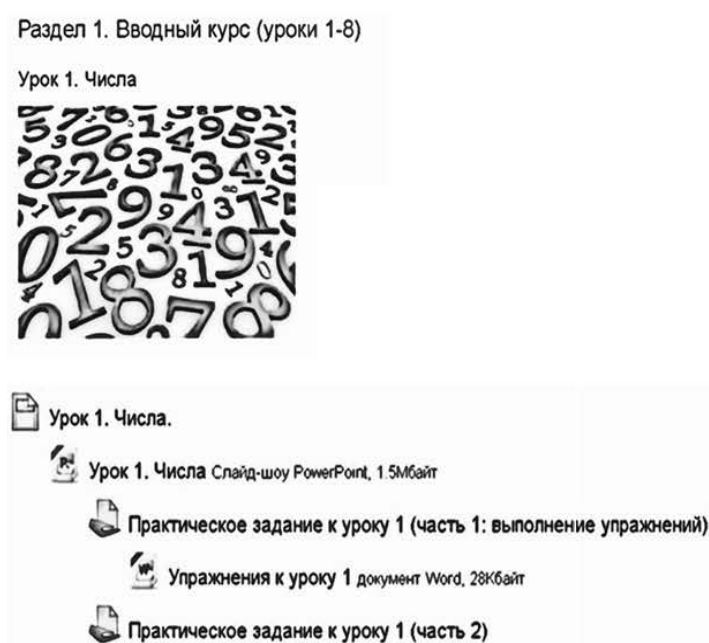 Раздел 1. Вводный курс (уроки 1-8)
Урок 1. Числа
Урок 1. Числа.
Урок 1. Числа Слайд-шоу PowerPoint, 1.5Мбайт
Практическое задание к уроку 1 (часть 1: выполнение упражнений)
Упражнения к уроку 1 документ Word, 28Кбайт
Практическое задание к уроку 1 (часть 2)